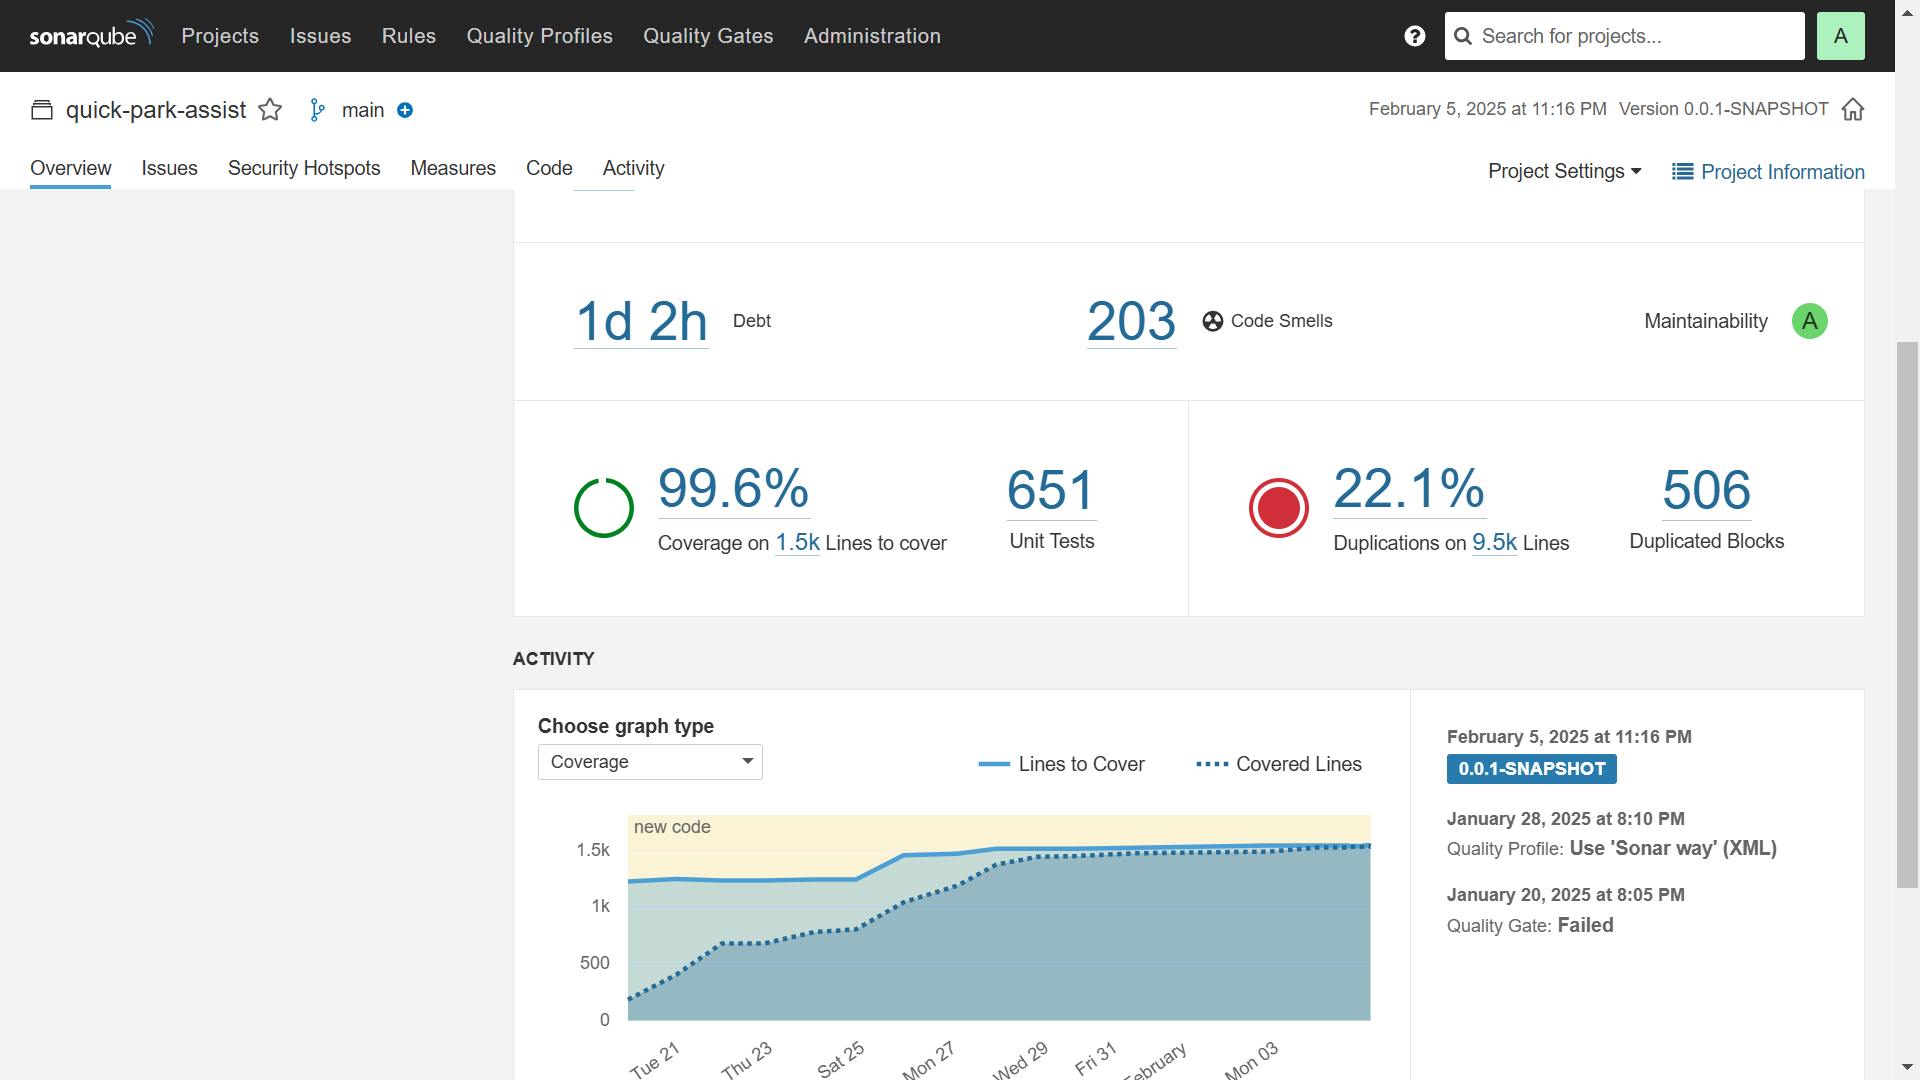 sonarqube Projects Issues Rules Quality Profiles Quality Gates Administration ? Search for projects... A
quick-park-assist main February 5, 2025 at 11:16 PM Version 0.0.1-SNAPSHOT
Overview Issues Security Hotspots Measures Code Activity Project Settings Project Information
1d 2h Debt 203 Code Smells Maintainability A
99.6% 651 22.1% 506
Coverage on 1.5k Lines to cover Unit Tests Duplications on 9.5k Lines Duplicated Blocks
ACTIVITY
Choose graph type
Coverage Lines to Cover Covered Lines
new code
1.5k
1k
500
0
Tue 21 Thu 23 Sat 25 Mon 27 Wed 29 Fri 31 February Mon 03
February 5, 2025 at 11:16 PM
0.0.1-SNAPSHOT
January 28, 2025 at 8:10 PM
Quality Profile: Use 'Sonar way' (XML)
January 20, 2025 at 8:05 PM
Quality Gate: Failed